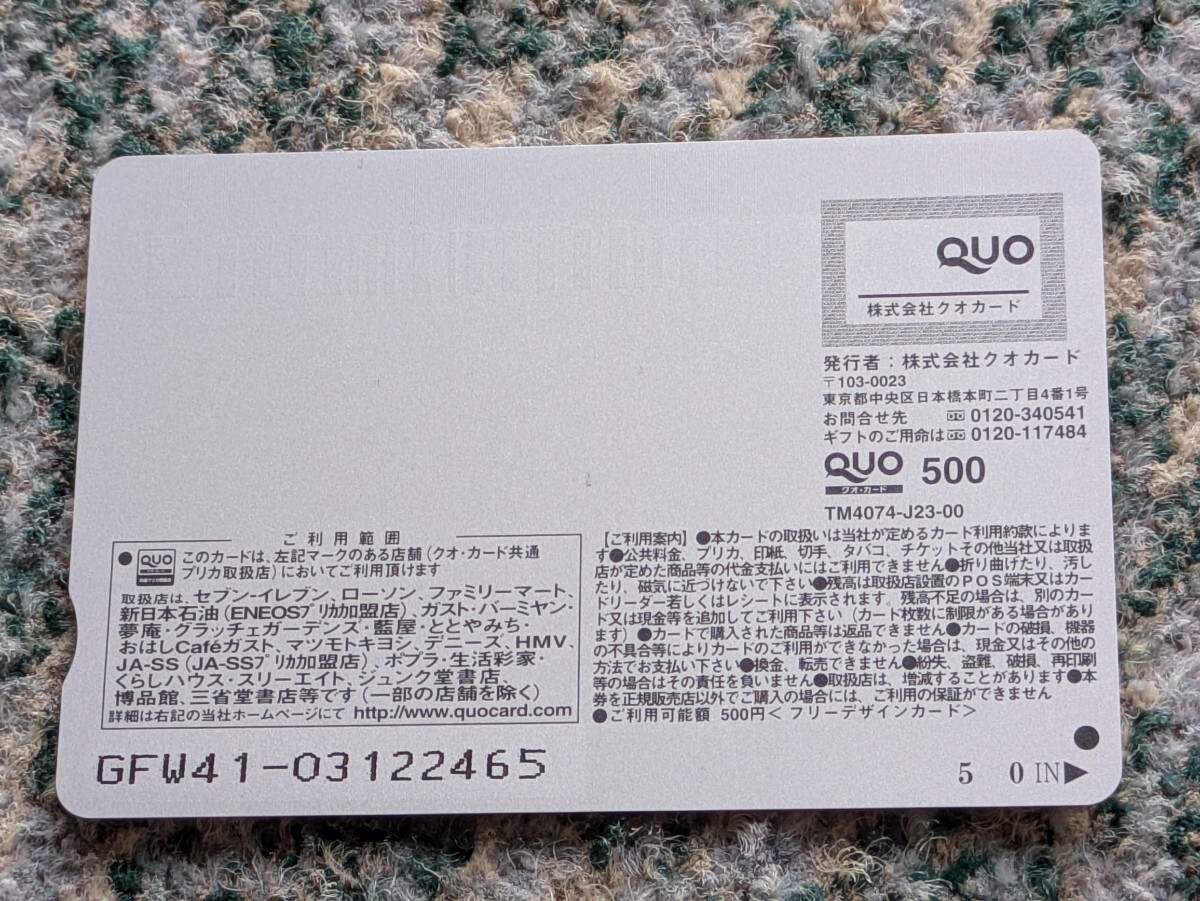 QUO
株式会社クオカード
発行者：株式会社クオカード
〒103-0023
東京都中央区日本橋本町二丁目4番1号
お問合せ先 0120-340541
ギフトのご用命は 0120-117484
QUO 500
クオ・カード
TM4074-J23-00
ご利用範囲
● QUO このカードは、左記マークのある店舗（クオ・カード共通
プリカ取扱店）においてご利用頂けます
取扱店は、セブン-イレブン、ローソン、ファミリーマート、
新日本石油（ENEOSプリカ加盟店）、ガスト・バーミヤン・
夢庵・グラッチェガーデンズ・藍屋・ととやみち・
おはしCaféガスト、マツモトキヨシ、デニーズ、HMV、
JA-SS（JA-SSプリカ加盟店）、ポプラ・生活彩家・
くらしハウス・スリーエイト、ジュンク堂書店、
博品館、三省堂書店等です（一部の店舗を除く）
詳細は右記の当社ホームページにて http://www.quocard.com
【ご利用案内】●本カードの取扱いは当社が定めるカード利用約款によりま
す●公共料金、プリカ、印紙、切手、タバコ、チケットその他当社又は取扱
店が定めた商品等の代金支払いにはご利用できません●折り曲げたり、汚し
たり、磁気に近づけないで下さい●残高は取扱店設置のPOS端末又はカー
ドリーダー若しくはレシートに表示されます。残高不足の場合は、別のカー
ド又は現金等を追加してご利用下さい（カード枚数に制限がある場合があり
ます）●カードで購入された商品等は返品できません●カードの破損、機器
の不具合等によりカードのご利用ができなかった場合は、現金又はその他の
方法でお支払い下さい●換金、転売できません●紛失、盗難、破損、再印刷
等の場合はその責任を負いません●取扱店は、増減することがあります●本
券を正規販売店以外でご購入の場合には、ご利用の保証ができません
●ご利用可能額 500円＜フリーデザインカード＞
GFW41-03122465
5 0 IN▶